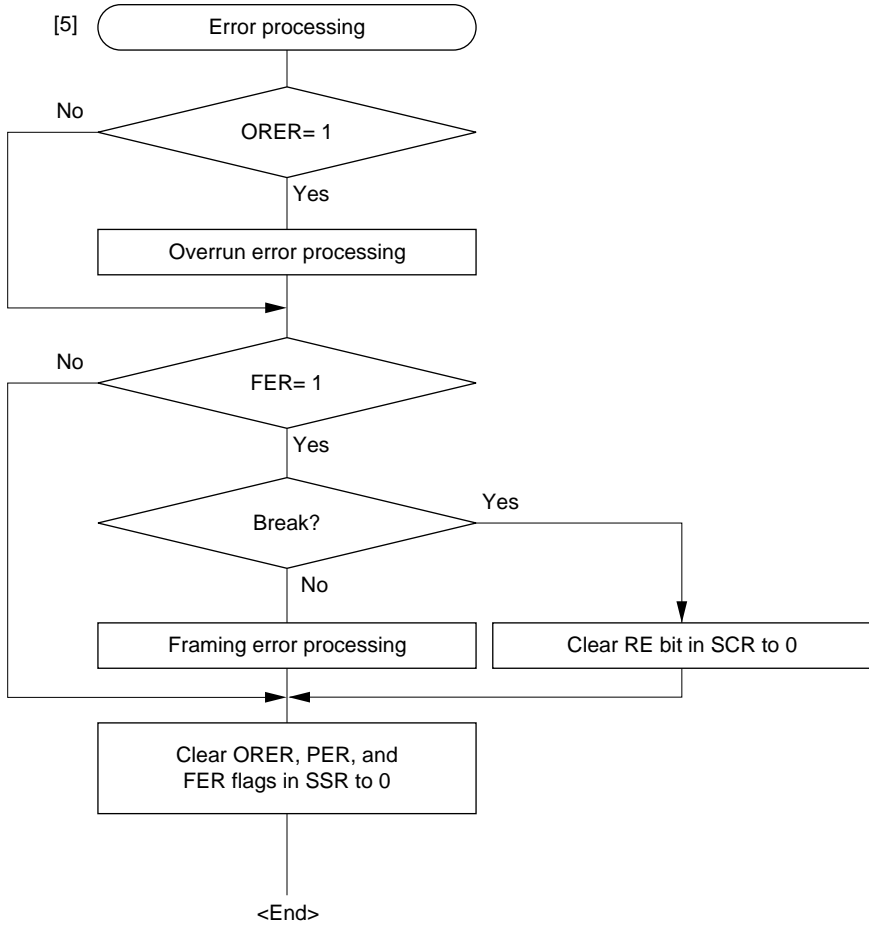 [5] Error processing
No
ORER= 1
Yes
Overrun error processing
No
FER= 1
Yes
Break?
Yes
No
Framing error processing
Clear RE bit in SCR to 0
Clear ORER, PER, and
FER flags in SSR to 0
<End>